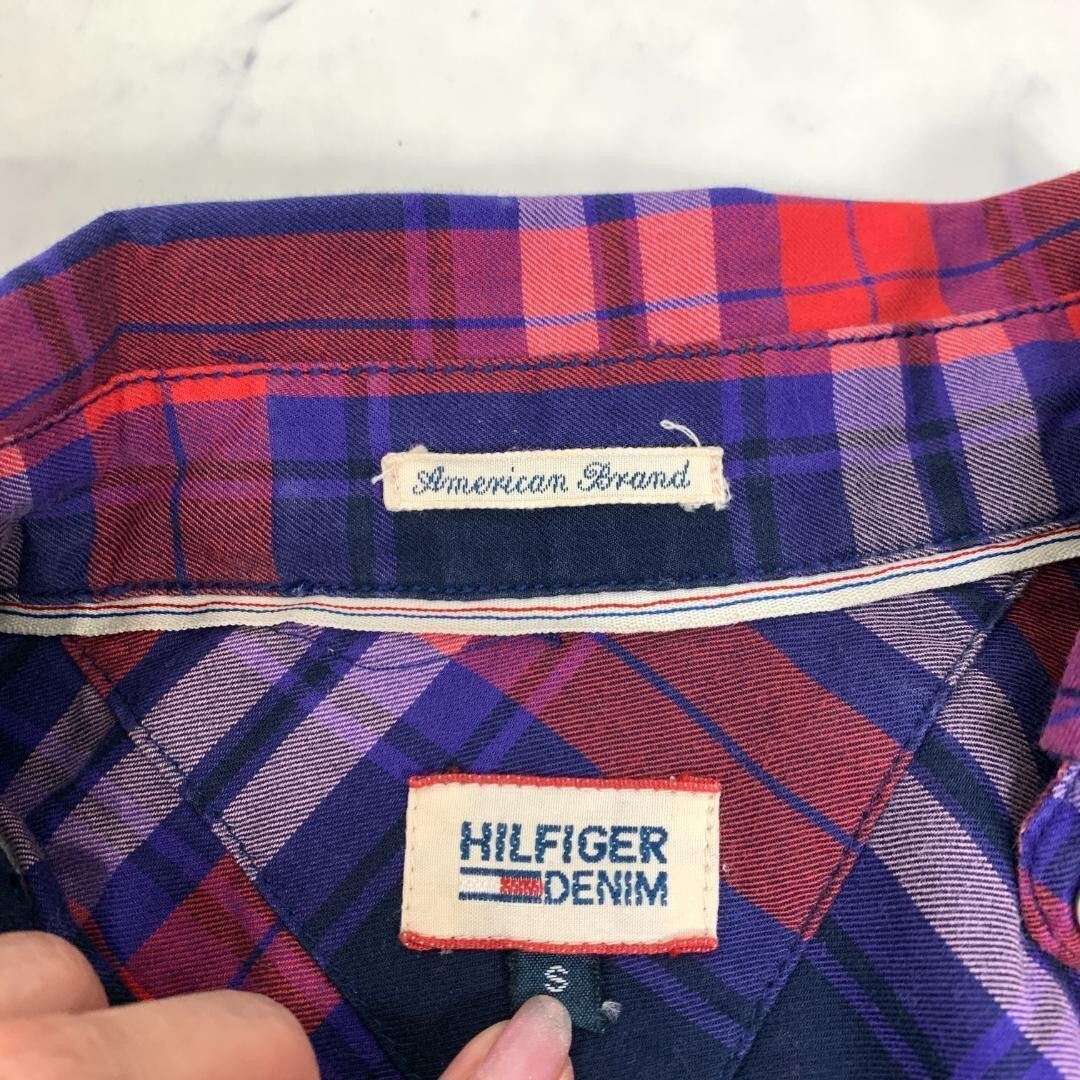 American Brand
HILFIGER
DENIM
S